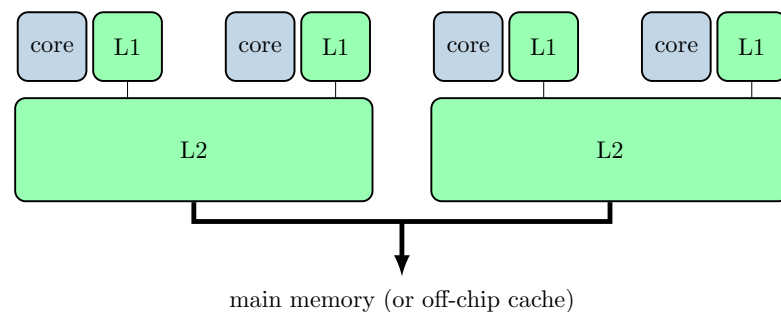 core L1 core L1 core L1 core L1
L2 L2
main memory (or off-chip cache)